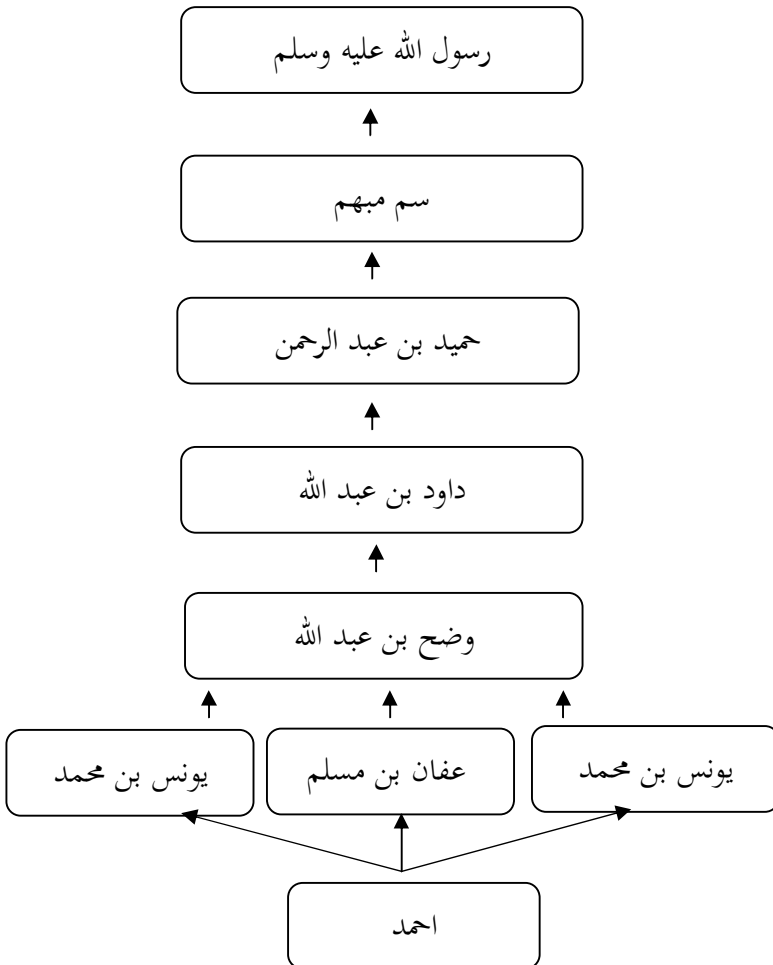 رسول الله عليه وسلم
سم مبهم
حميد بن عبد الرحمن
داود بن عبد الله
وضح بن عبد الله
يونس بن محمد
عفان بن مسلم
يونس بن محمد
احمد